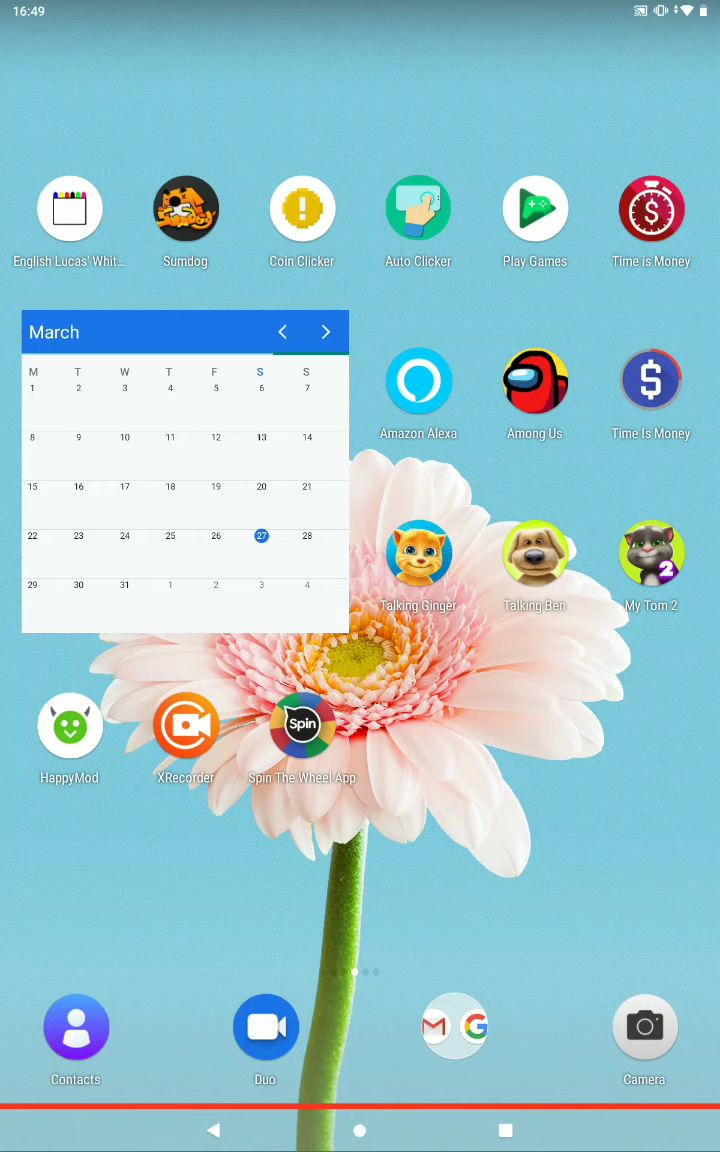 16:49
English Lucas' Whit...
Sumdog
Coin Clicker
Auto Clicker
Play Games
Time is Money
March
M T W T F S S
1 2 3 4 5 6 7
8 9 10 11 12 13 14
15 16 17 18 19 20 21
22 23 24 25 26 27 28
29 30 31 1 2 3 4
Amazon Alexa
Among Us
Time Is Money
Talking Ginger
Talking Ben
2
My Tom 2
HappyMod
XRecorder
Spin
Spin The Wheel App
Contacts
Duo
Camera